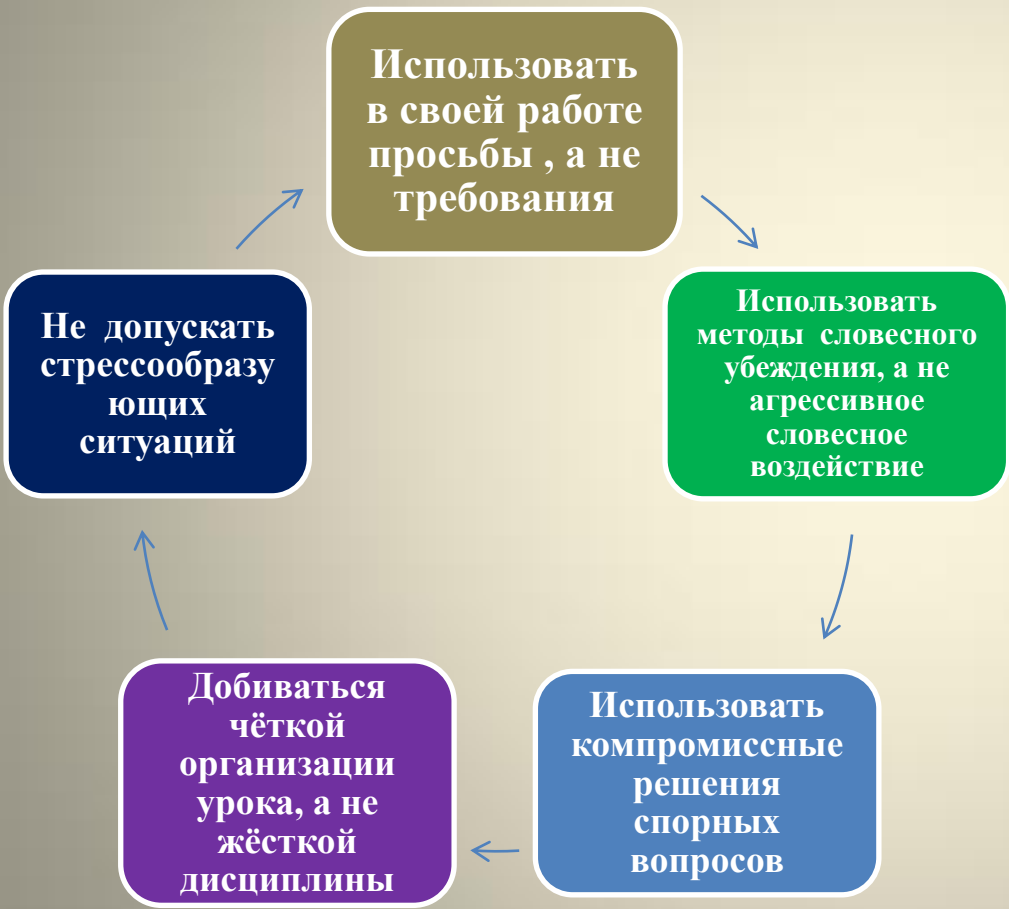 Использовать
в своей работе
просьбы , а не
требования
Использовать
методы словесного
убеждения, а не
агрессивное
словесное
воздействие
Использовать
компромиссные
решения
спорных
вопросов
Добиваться
чёткой
организации
урока, а не
жёсткой
дисциплины
Не допускать
стрессообразу
ющих
ситуаций